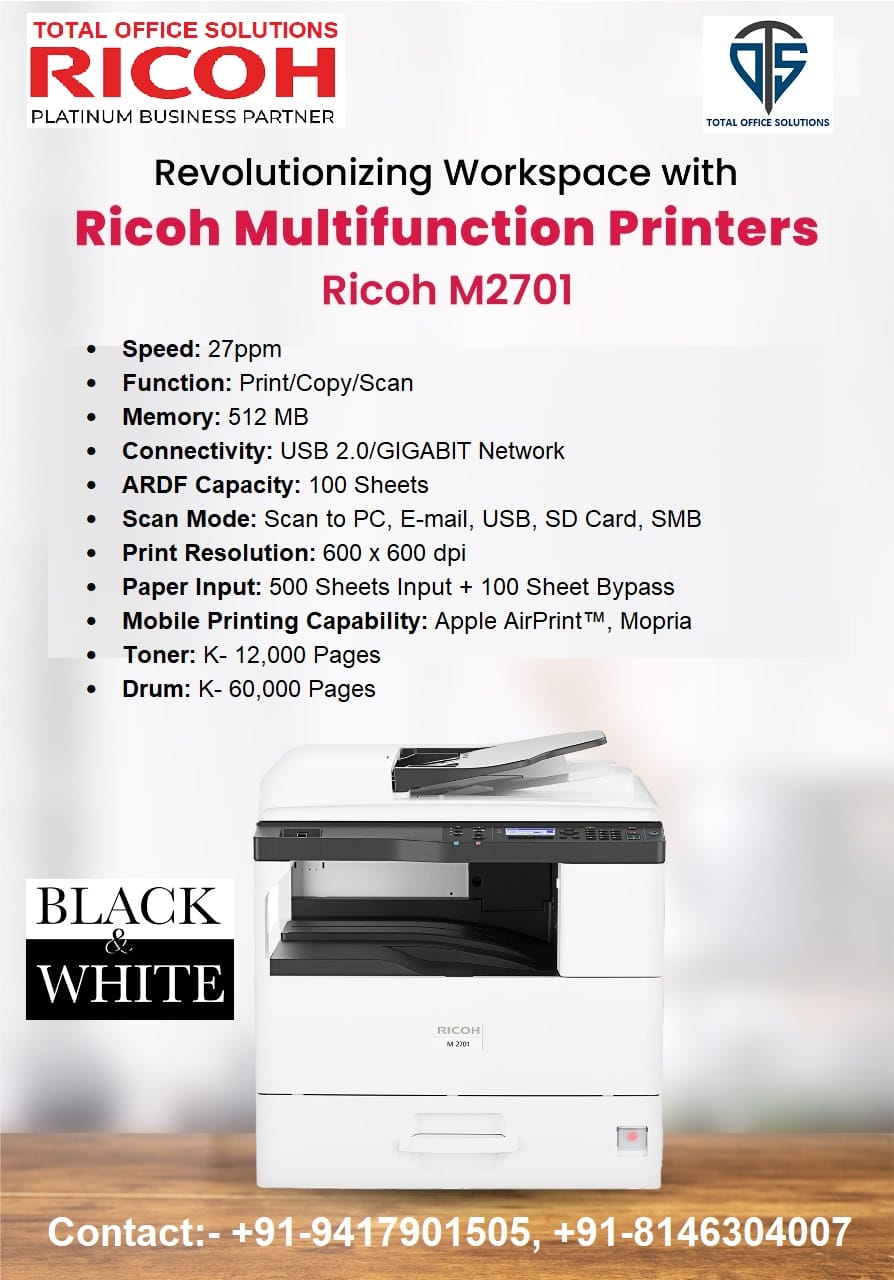 TOTAL OFFICE SOLUTIONS
RICOH
PLATINUM BUSINESS PARTNER
TOS
TOTAL OFFICE SOLUTIONS
Revolutionizing Workspace with
Ricoh Multifunction Printers
Ricoh M2701
• Speed: 27ppm
• Function: Print/Copy/Scan
• Memory: 512 MB
• Connectivity: USB 2.0/GIGABIT Network
• ARDF Capacity: 100 Sheets
• Scan Mode: Scan to PC, E-mail, USB, SD Card, SMB
• Print Resolution: 600 x 600 dpi
• Paper Input: 500 Sheets Input + 100 Sheet Bypass
• Mobile Printing Capability: Apple AirPrint™, Mopria
• Toner: K- 12,000 Pages
• Drum: K- 60,000 Pages
BLACK
&
WHITE
RICOH
M 2701
Contact:- +91-9417901505, +91-8146304007